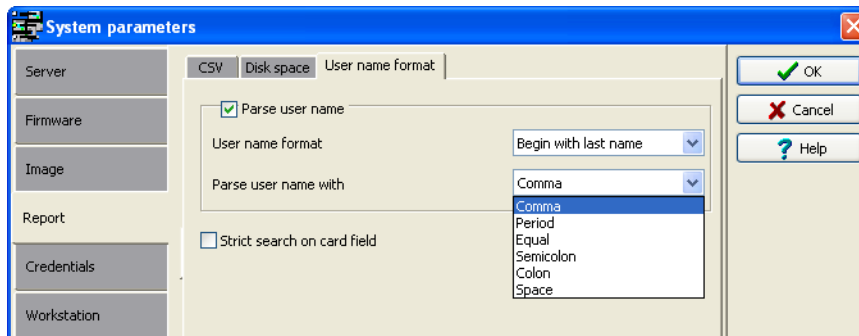 System parameters
Server
Firmware
Image
Report
Credentials
Workstation
CSV Disk space User name format
Parse user name
User name format Begin with last name
Parse user name with Comma
Comma
Period
Equal
Semicolon
Colon
Space
Strict search on card field
OK
Cancel
Help